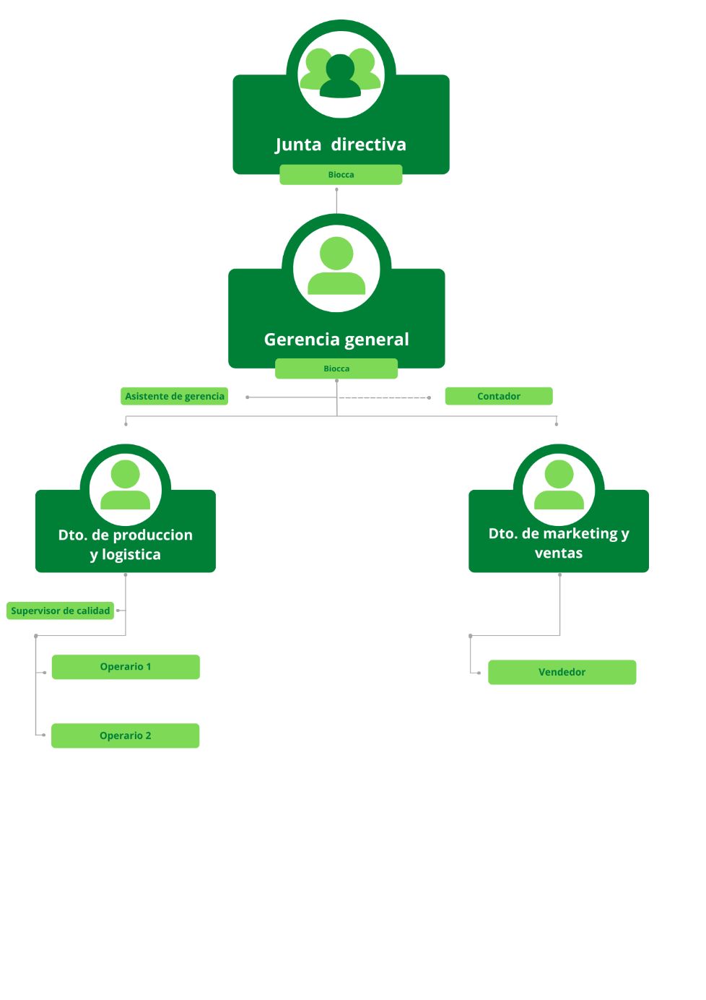 Junta directiva
Biocca
Gerencia general
Biocca
Asistente de gerencia
Contador
Dto. de produccion
y logistica
Dto. de marketing y
ventas
Supervisor de calidad
Operario 1
Vendedor
Operario 2